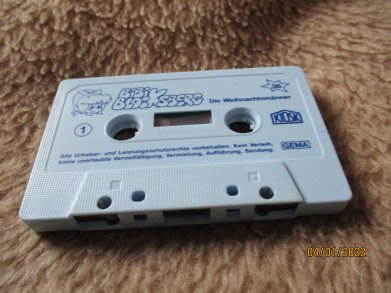 BiBi
BLOCKSBERG
38
Die Weihnachtsmänner
1
KIOSK
Alle Urheber- und Leistungsschutzrechte vorbehalten. Kein Verleih,
keine unerlaubte Vervielfältigung, Vermietung, Aufführung, Sendung.
GEMA
04/01/2022